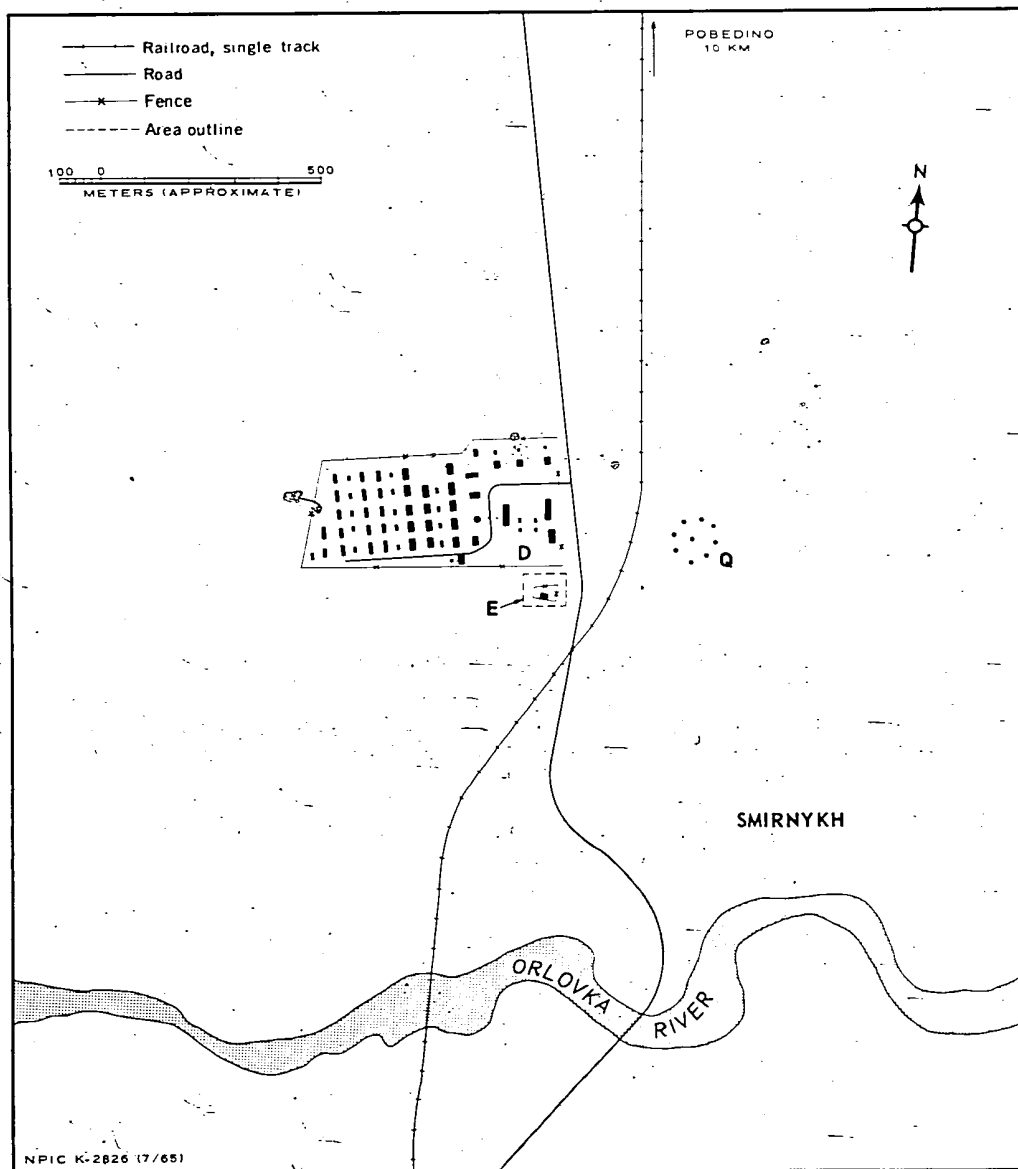 Railroad, single track
Road
Fence
Area outline
100 0 500
METERS (APPROXIMATE)
POBEDINO
10 KM
N
D
Q
E
SMIRNYKH
ORLOVKA
RIVER
NPIC K-2826 (7/65)